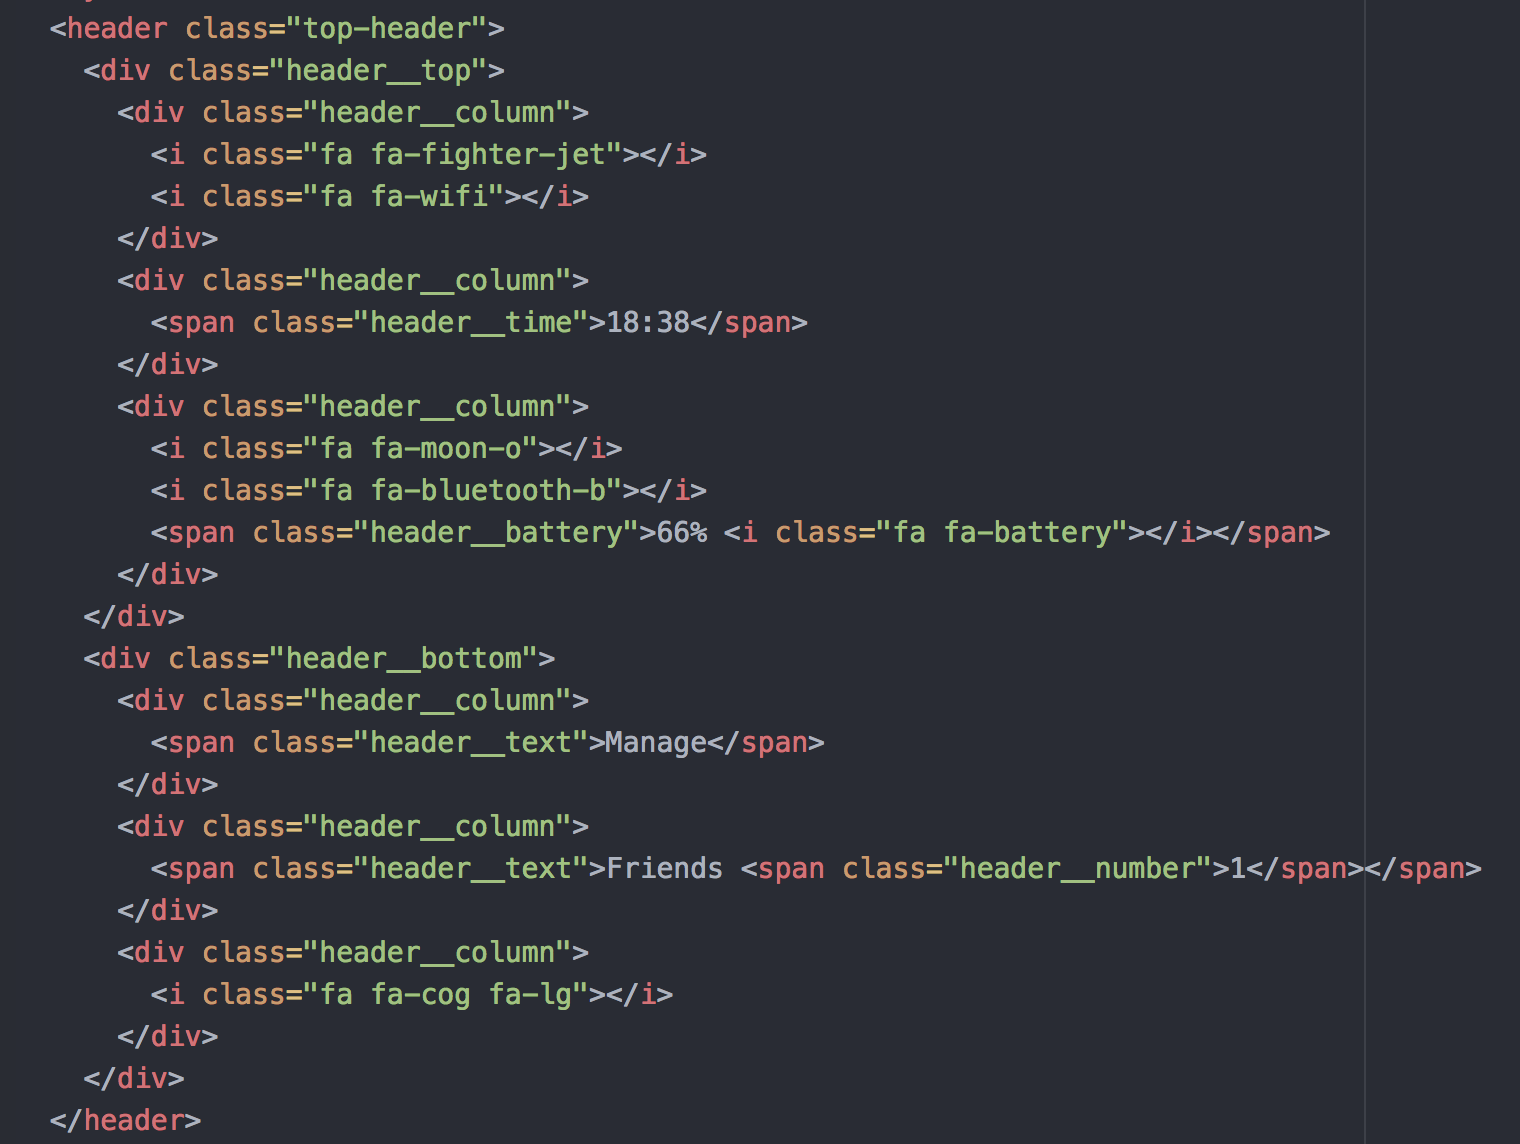 <header class="top-header">
<div class="header__top">
<div class="header__column">
<i class="fa fa-fighter-jet"></i>
<i class="fa fa-wifi"></i>
</div>
<div class="header__column">
<span class="header__time">18:38</span>
</div>
<div class="header__column">
<i class="fa fa-moon-o"></i>
<i class="fa fa-bluetooth-b"></i>
<span class="header__battery">66% <i class="fa fa-battery"></i></span>
</div>
</div>
<div class="header__bottom">
<div class="header__column">
<span class="header__text">Manage</span>
</div>
<div class="header__column">
<span class="header__text">Friends <span class="header__number">1</span></span>
</div>
<div class="header__column">
<i class="fa fa-cog fa-lg"></i>
</div>
</div>
</header>